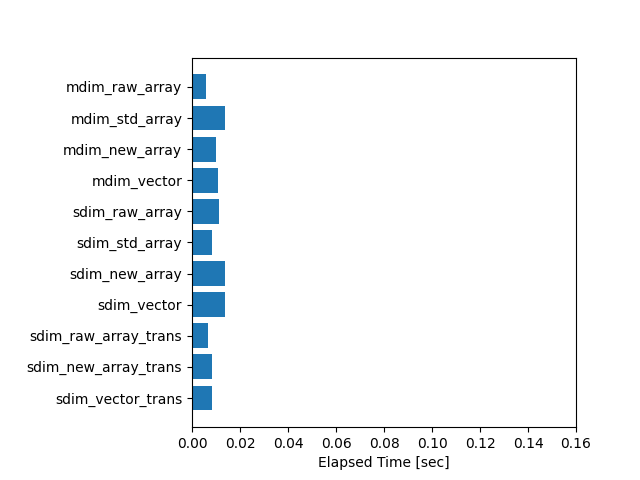 mdim_raw_array
mdim_std_array
mdim_new_array
mdim_vector
sdim_raw_array
sdim_std_array
sdim_new_array
sdim_vector
sdim_raw_array_trans
sdim_new_array_trans
sdim_vector_trans
0.00 0.02 0.04 0.06 0.08 0.10 0.12 0.14 0.16
Elapsed Time [sec]